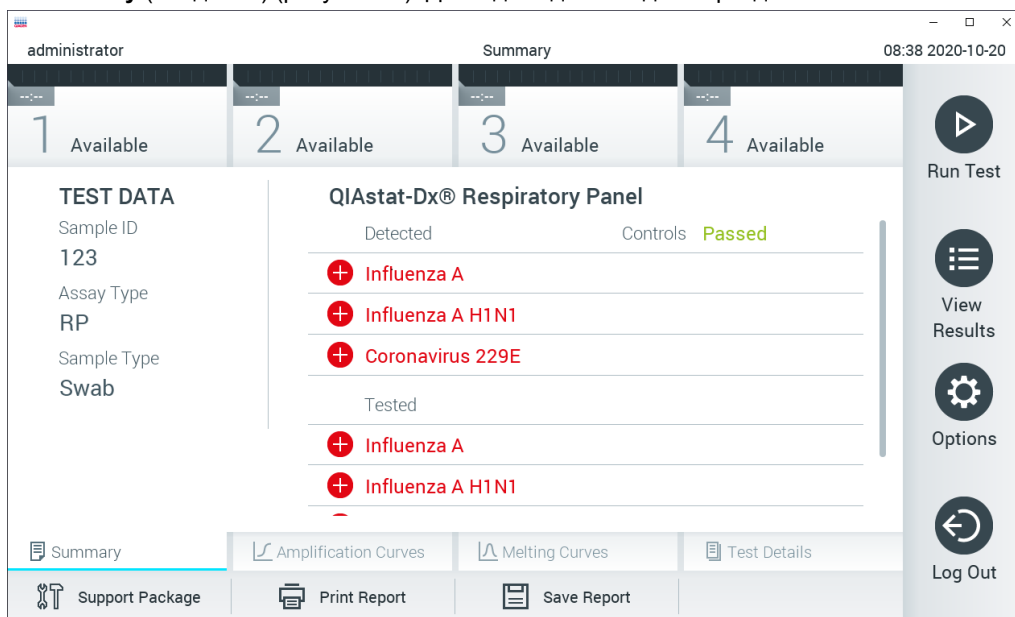 administrator
Summary
08:38 2020-10-20
--:--
--:--
--:--
--:--
1 Available
2 Available
3 Available
4 Available
Run Test
View
Results
Options
Log Out
TEST DATA
Sample ID
123
Assay Type
RP
Sample Type
Swab
QIAstat-Dx® Respiratory Panel
Detected
Controls Passed
Influenza A
Influenza A H1N1
Coronavirus 229E
Tested
Influenza A
Influenza A H1N1
Summary
Amplification Curves
Melting Curves
Test Details
Support Package
Print Report
Save Report